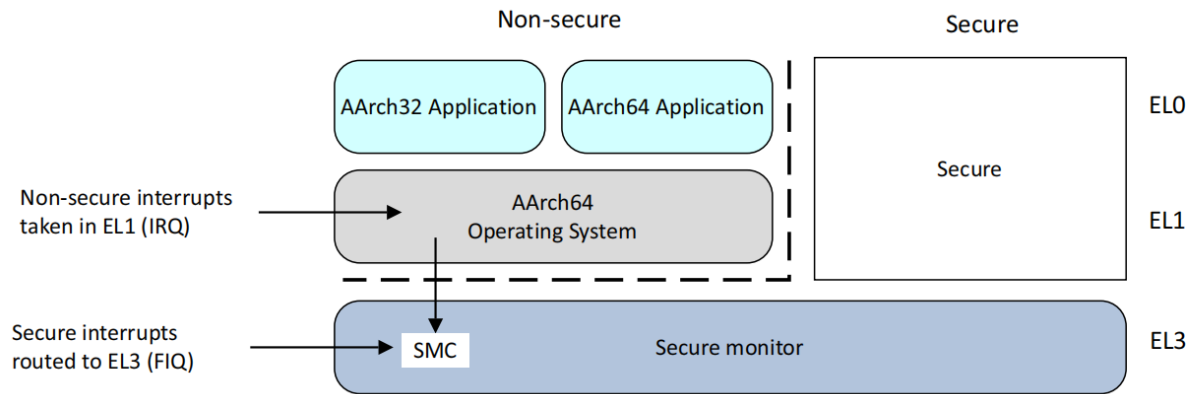 Non-secure
Secure
AArch32 Application
AArch64 Application
EL0
Secure
Non-secure interrupts
taken in EL1 (IRQ)
AArch64
Operating System
EL1
Secure interrupts
routed to EL3 (FIQ)
SMC
Secure monitor
EL3